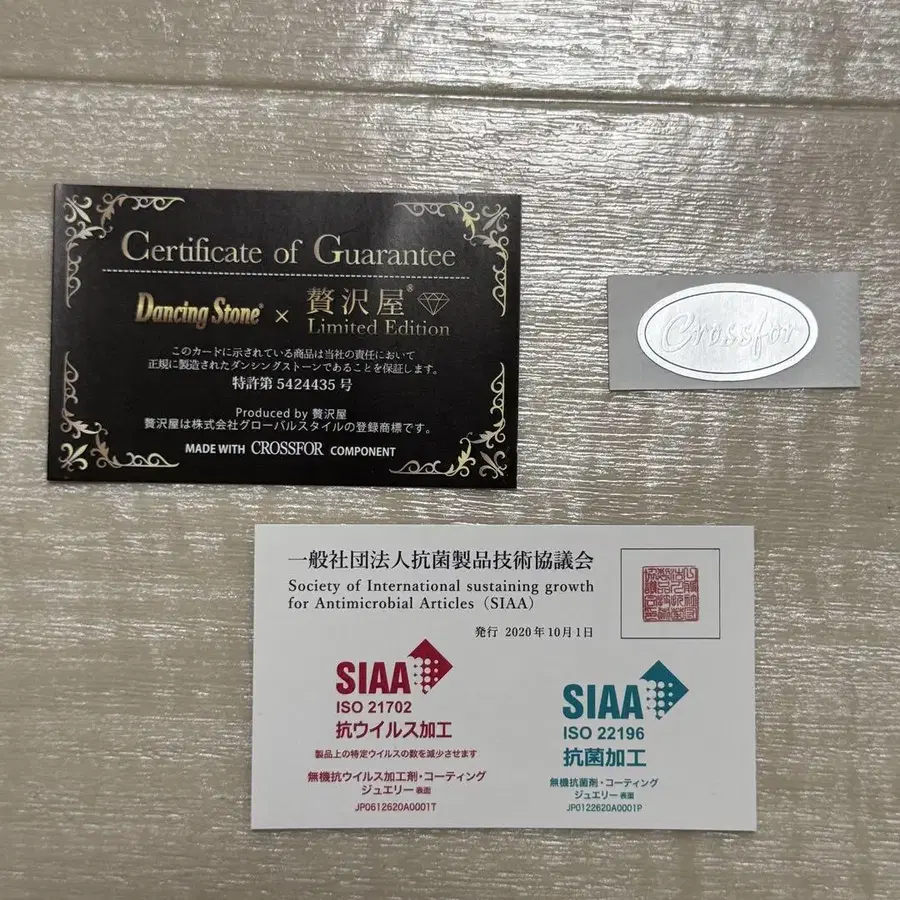 Certificate of Guarantee
Dancing Stone® × 贅沢屋®
Limited Edition
このカードに示されている商品は当社の責任において
正規に製造されたダンシングストーンであることを保証します。
特許第 5424435 号
Produced by 贅沢屋
贅沢屋は株式会社グローバルスタイルの登録商標です。
MADE WITH CROSSFOR COMPONENT
Crossfor
一般社団法人抗菌製品技術協議会
Society of International sustaining growth
for Antimicrobial Articles（SIAA）
発行 2020年10月1日
SIAA
ISO 21702
抗ウイルス加工
製品上の特定ウイルスの数を減少させます
無機抗ウイルス加工剤・コーティング
ジュエリー 表面
JP0612620A0001T
SIAA
ISO 22196
抗菌加工
無機抗菌剤・コーティング
ジュエリー 表面
JP0122620A0001P